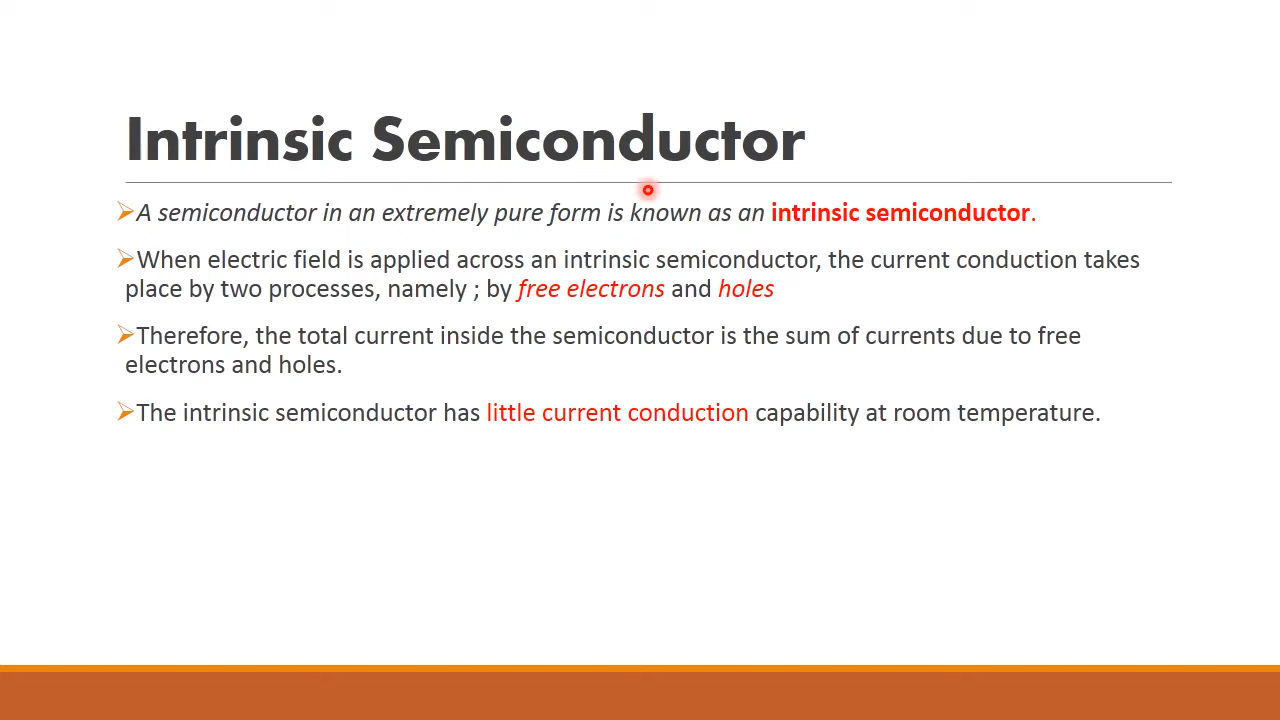 Intrinsic Semiconductor
➢A semiconductor in an extremely pure form is known as an intrinsic semiconductor.
➢When electric field is applied across an intrinsic semiconductor, the current conduction takes
place by two processes, namely ; by free electrons and holes
➢Therefore, the total current inside the semiconductor is the sum of currents due to free
electrons and holes.
➢The intrinsic semiconductor has little current conduction capability at room temperature.